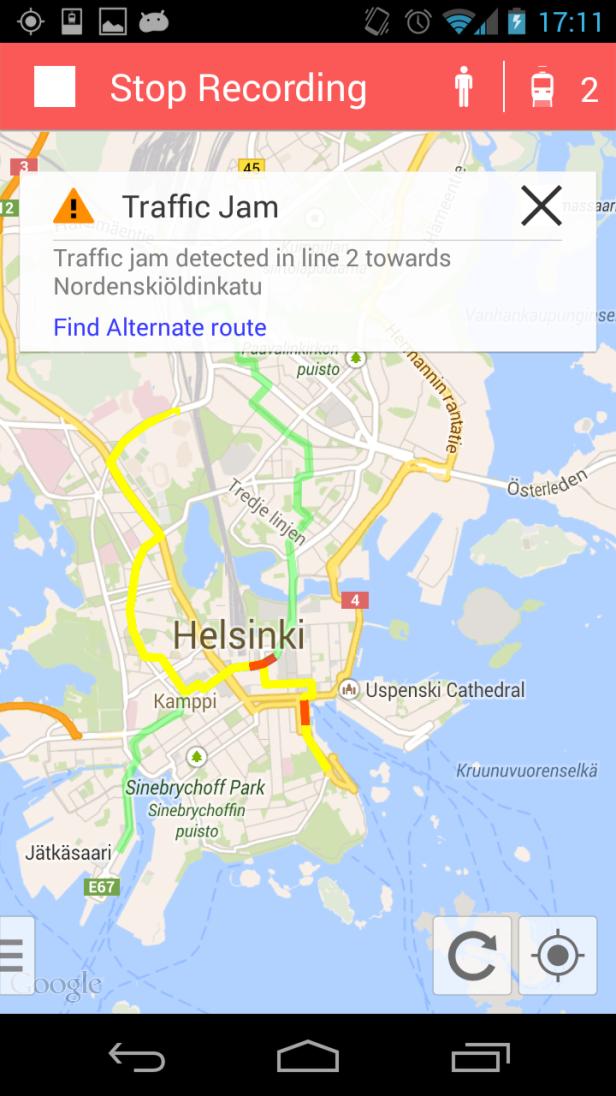 17:11
Stop Recording
2
3
45
Traffic Jam
Traffic jam detected in line 2 towards
Nordenskiöldinkatu
Find Alternate route
Hämeentie
Vanhankaupunginse
Paavalinkirkon
puisto
Hermannin rantatie
Österleden
Tredje linjen
4
Helsinki
Uspenski Cathedral
Kamppi
Kruunuvuorenselkä
Sinebrychoff Park
Sinebrychoffin
puisto
Jätkäsaari
E67
Google